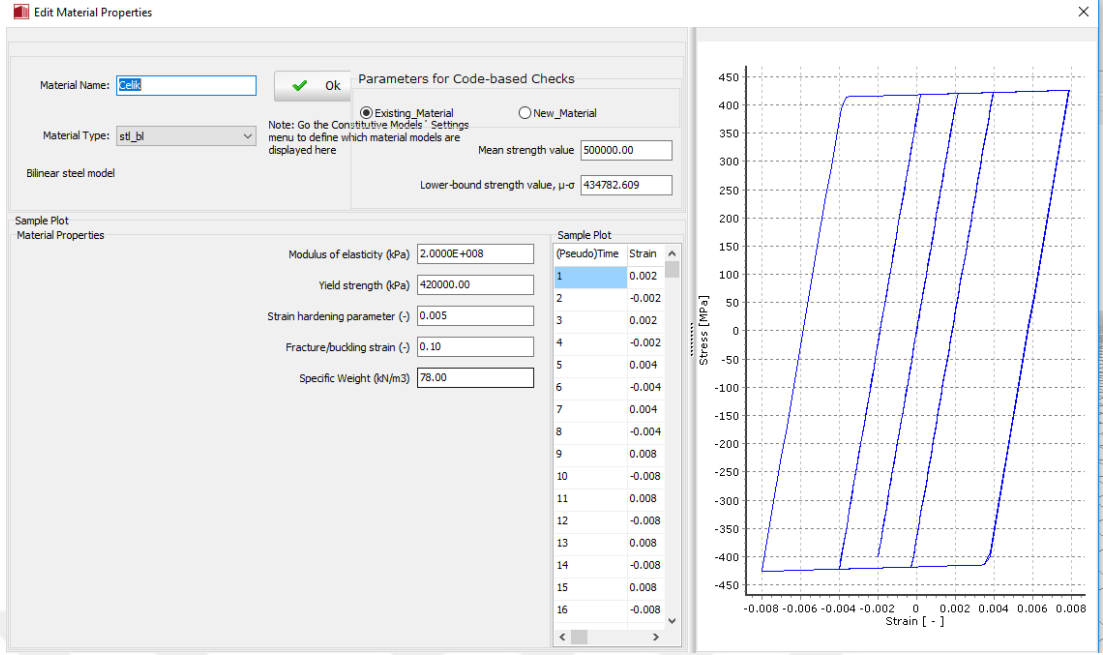 Edit Material Properties
Material Name: Celik
Ok
Parameters for Code-based Checks
Existing_Material
New_Material
Material Type: stl_bl
Note: Go the Constitutive Models` Settings
menu to define which material models are
displayed here
Mean strength value 500000.00
Bilinear steel model
Lower-bound strength value, μ-σ 434782.609
Sample Plot
Material Properties
Modulus of elasticity (kPa) 2.0000E+008
Yield strength (kPa) 420000.00
Strain hardening parameter (-) 0.005
Fracture/buckling strain (-) 0.10
Specific Weight (kN/m3) 78.00
Sample Plot
(Pseudo)Time Strain
1 0.002
2 -0.002
3 0.002
4 -0.002
5 0.004
6 -0.004
7 0.004
8 -0.004
9 0.008
10 -0.008
11 0.008
12 -0.008
13 0.008
14 -0.008
15 0.008
16 -0.008
Stress [MPa]
450
400
350
300
250
200
150
100
50
0
-50
-100
-150
-200
-250
-300
-350
-400
-450
-0.008 -0.006 -0.004 -0.002 0 0.002 0.004 0.006 0.008
Strain [ - ]